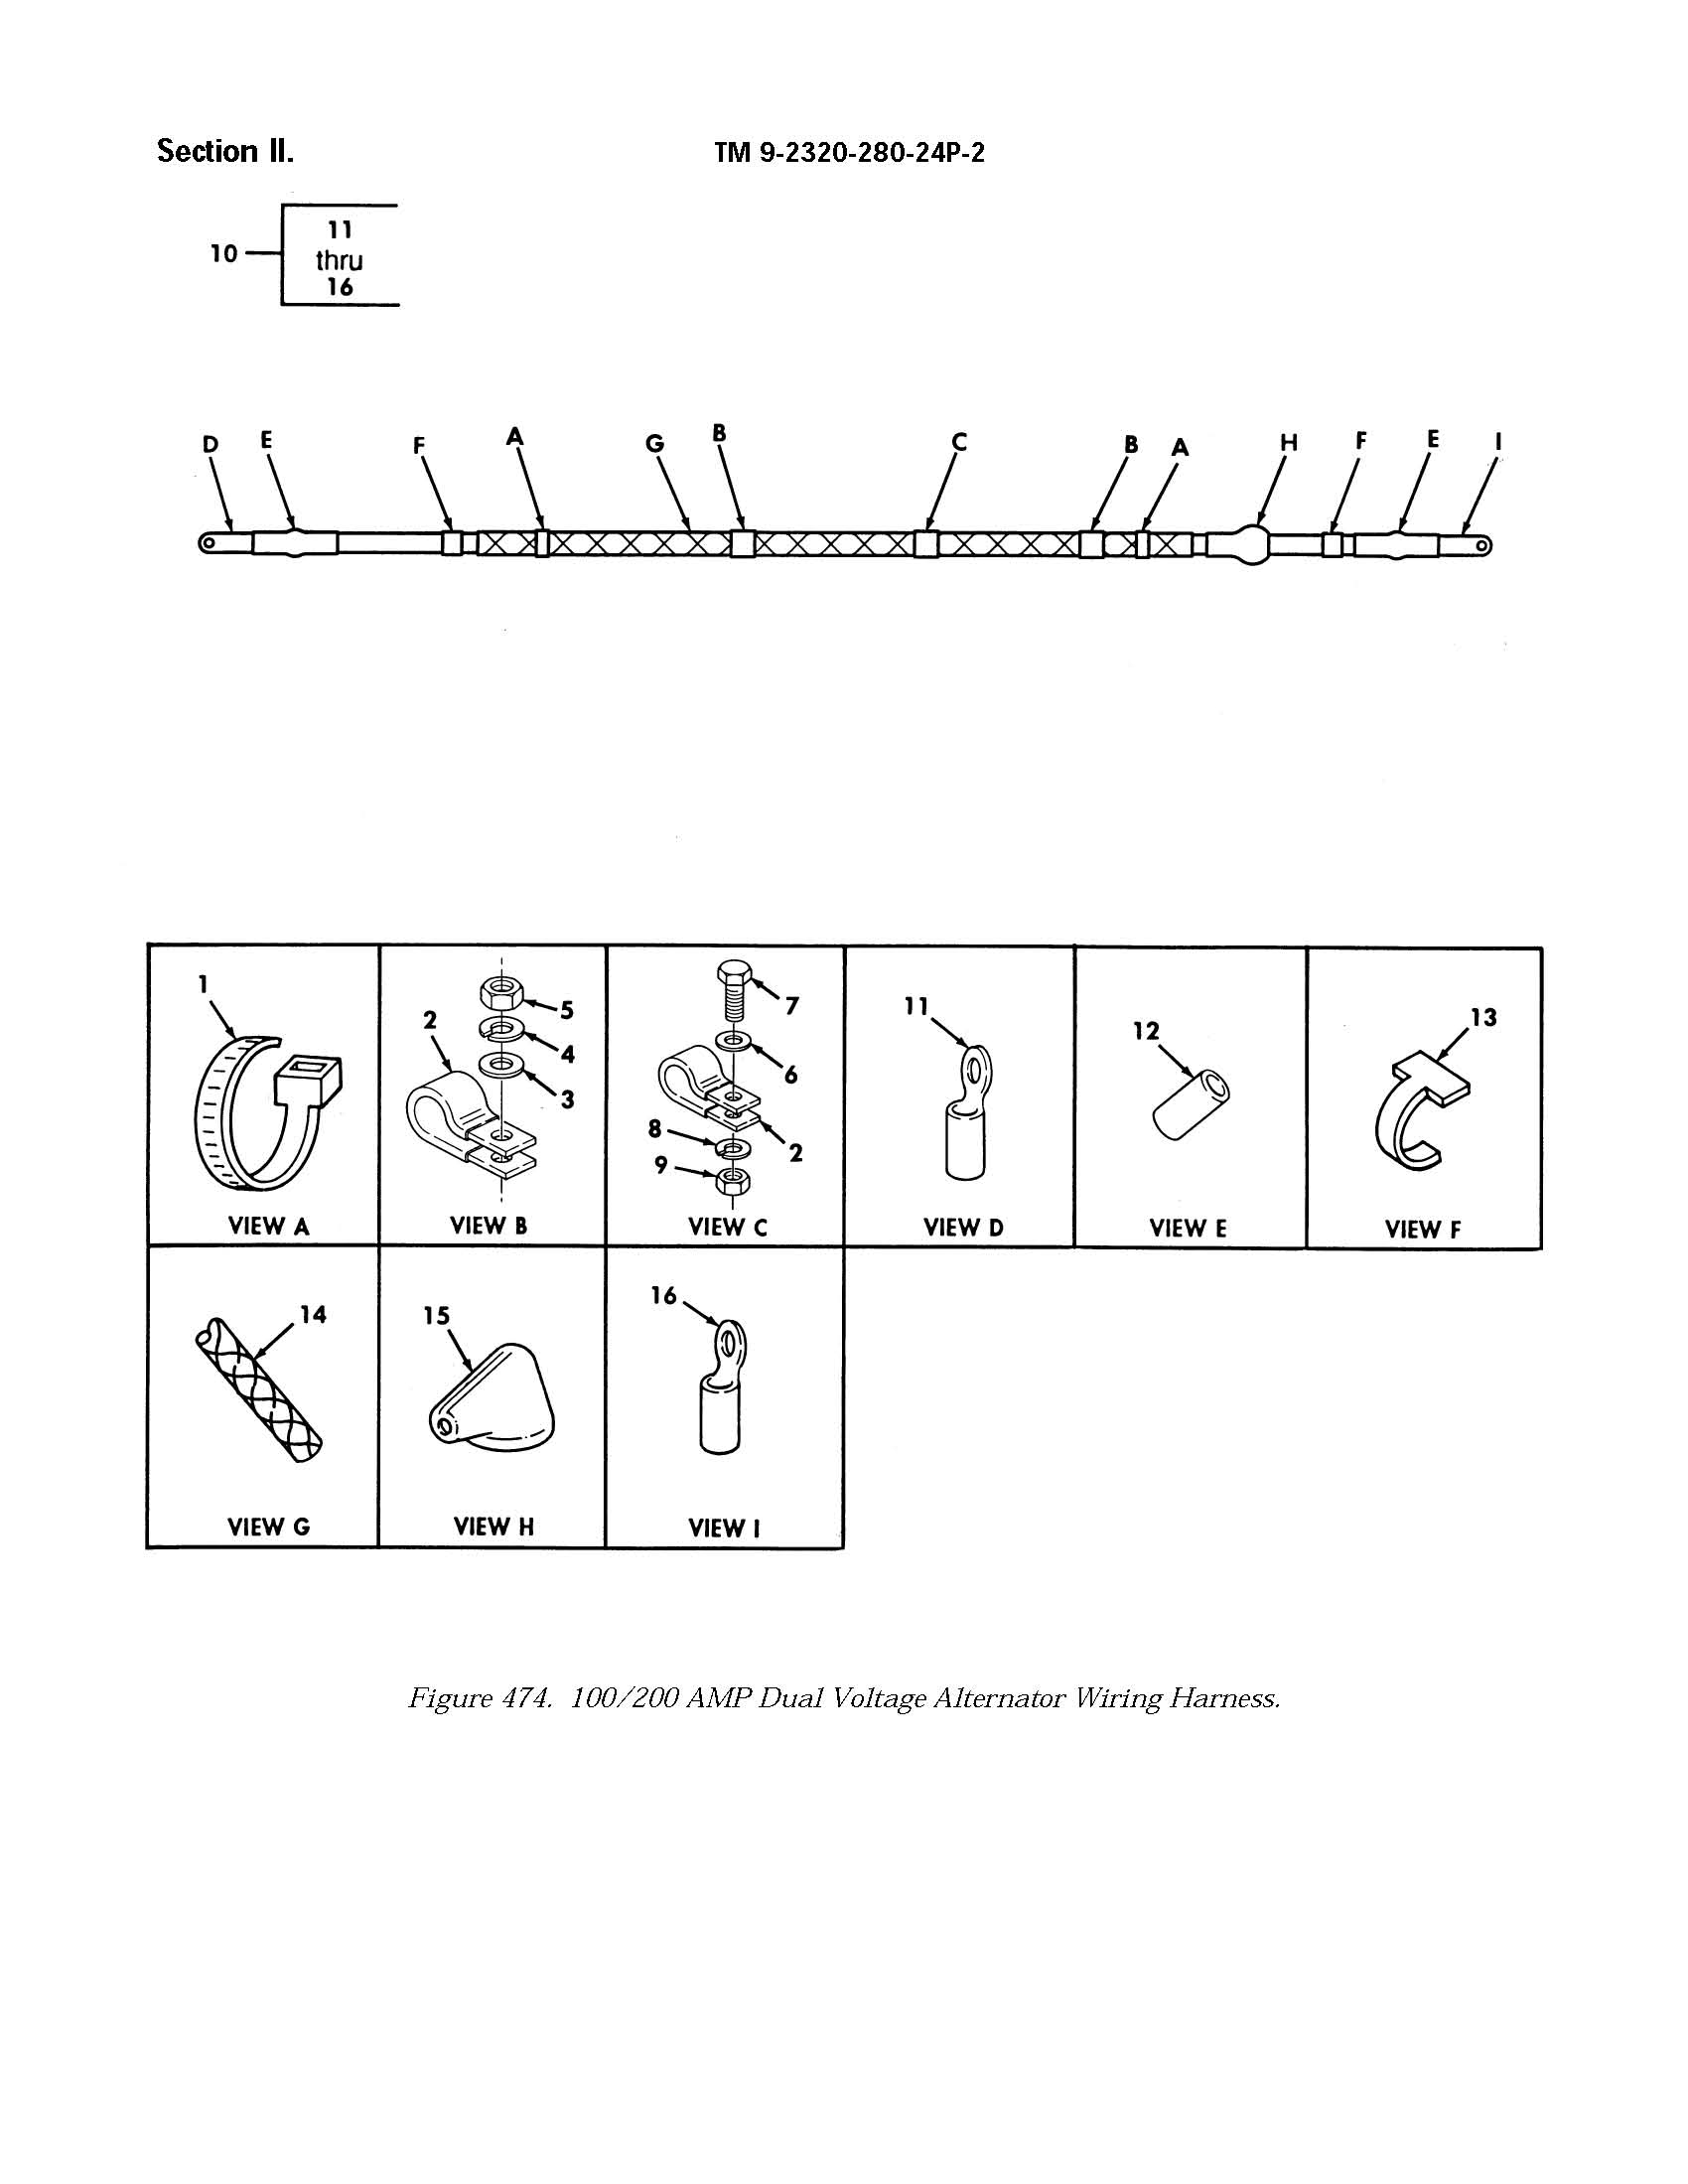 Section II.
TM 9-2320-280-24P-2
10
11
thru
16
D E F A G B C B A H F E I
1
VIEW A
2
5
4
3
VIEW B
7
6
8
2
9
VIEW C
11
VIEW D
12
VIEW E
13
VIEW F
14
VIEW G
15
VIEW H
16
VIEW I
Figure 474. 100/200 AMP Dual Voltage Alternator Wiring Harness.